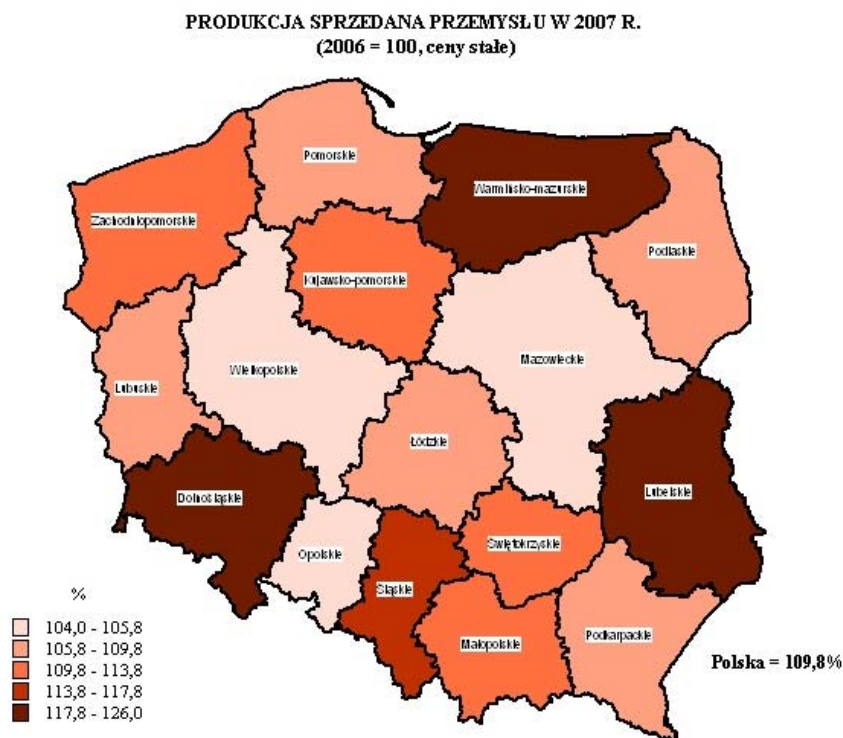 PRODUKCJA SPRZEDANA PRZEMYSŁU W 2007 R.
(2006 = 100, ceny stałe)
Pomorskie
Warmińsko-mazurskie
Zachodniopomorskie
Podlaskie
Kujawsko-pomorskie
Mazowieckie
Wielkopolskie
Lubuskie
Łódzkie
Lubelskie
Dolnośląskie
Świętokrzyskie
Opolskie
Śląskie
Małopolskie
Podkarpackie
%
104,0 - 105,8
105,8 - 109,8
109,8 - 113,8
113,8 - 117,8
117,8 - 126,0
Polska = 109,8%